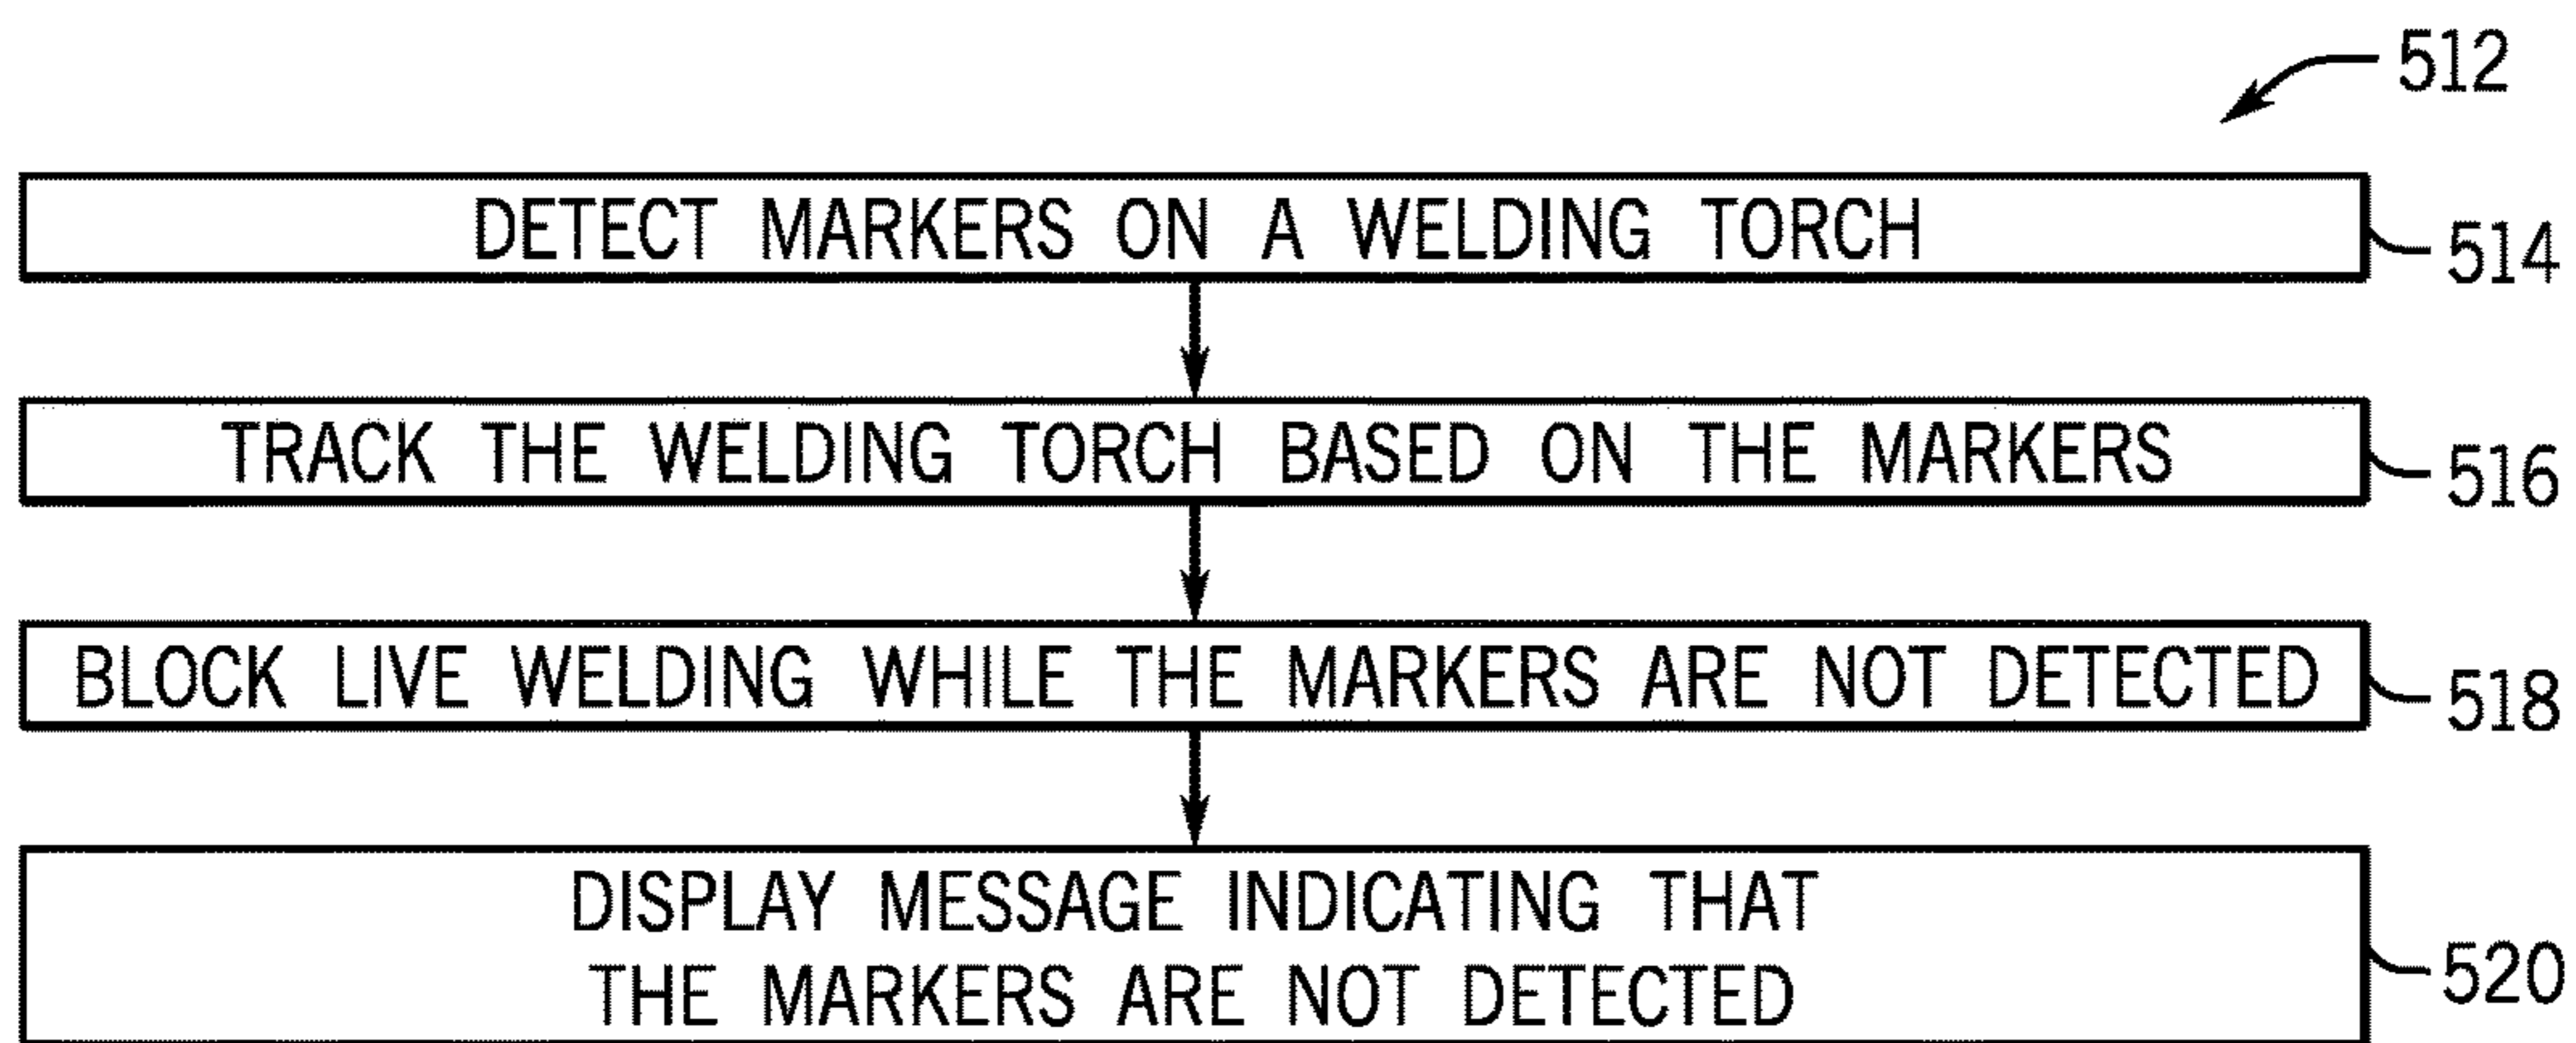 512
DETECT MARKERS ON A WELDING TORCH
514
TRACK THE WELDING TORCH BASED ON THE MARKERS
516
BLOCK LIVE WELDING WHILE THE MARKERS ARE NOT DETECTED
518
DISPLAY MESSAGE INDICATING THAT
THE MARKERS ARE NOT DETECTED
520